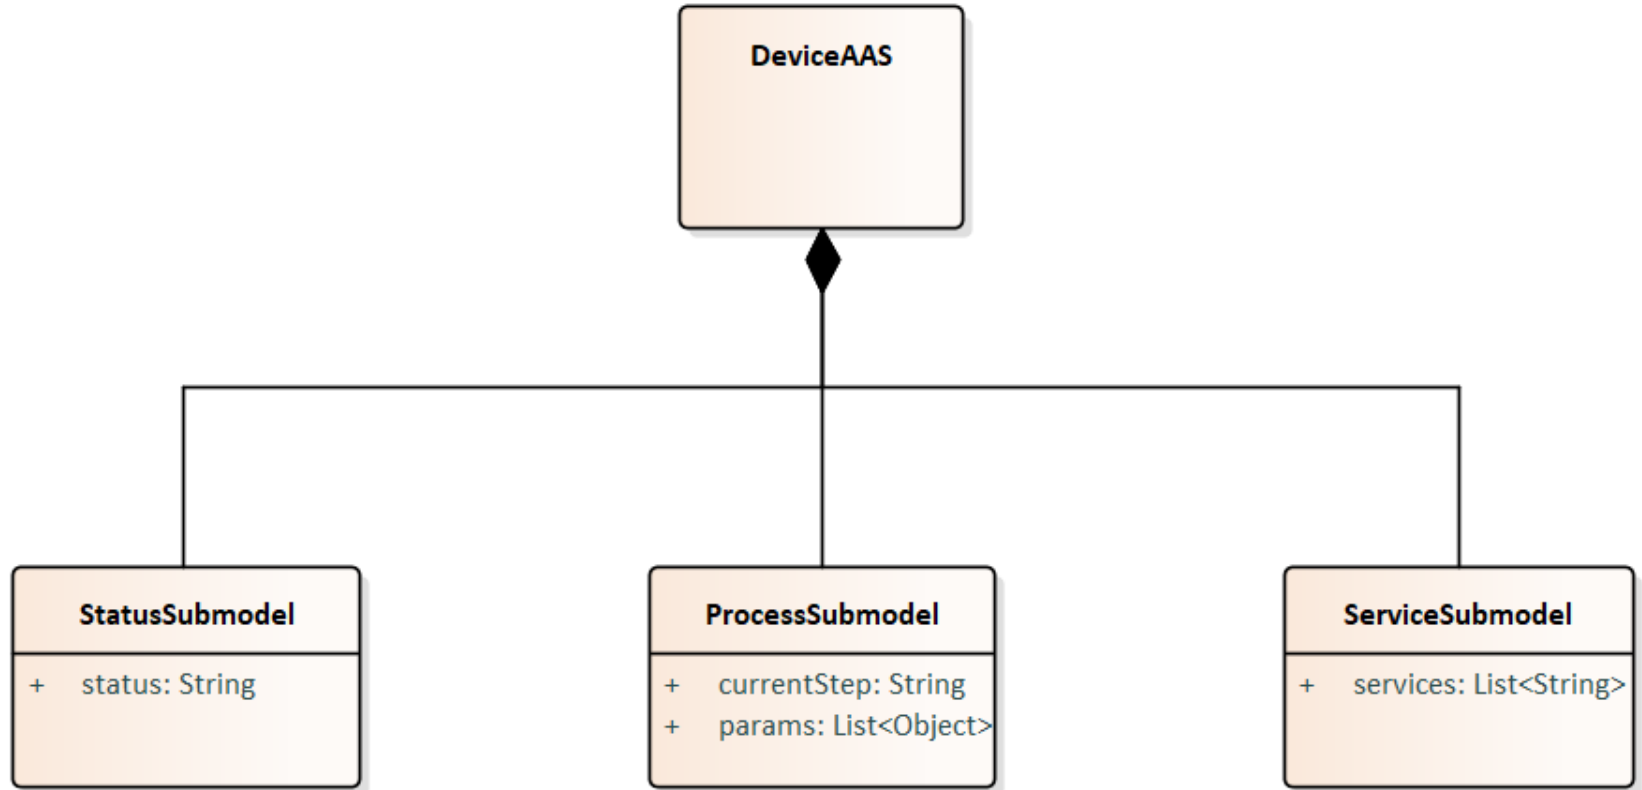 DeviceAAS
StatusSubmodel
+ status: String
ProcessSubmodel
+ currentStep: String
+ params: List<Object>
ServiceSubmodel
+ services: List<String>